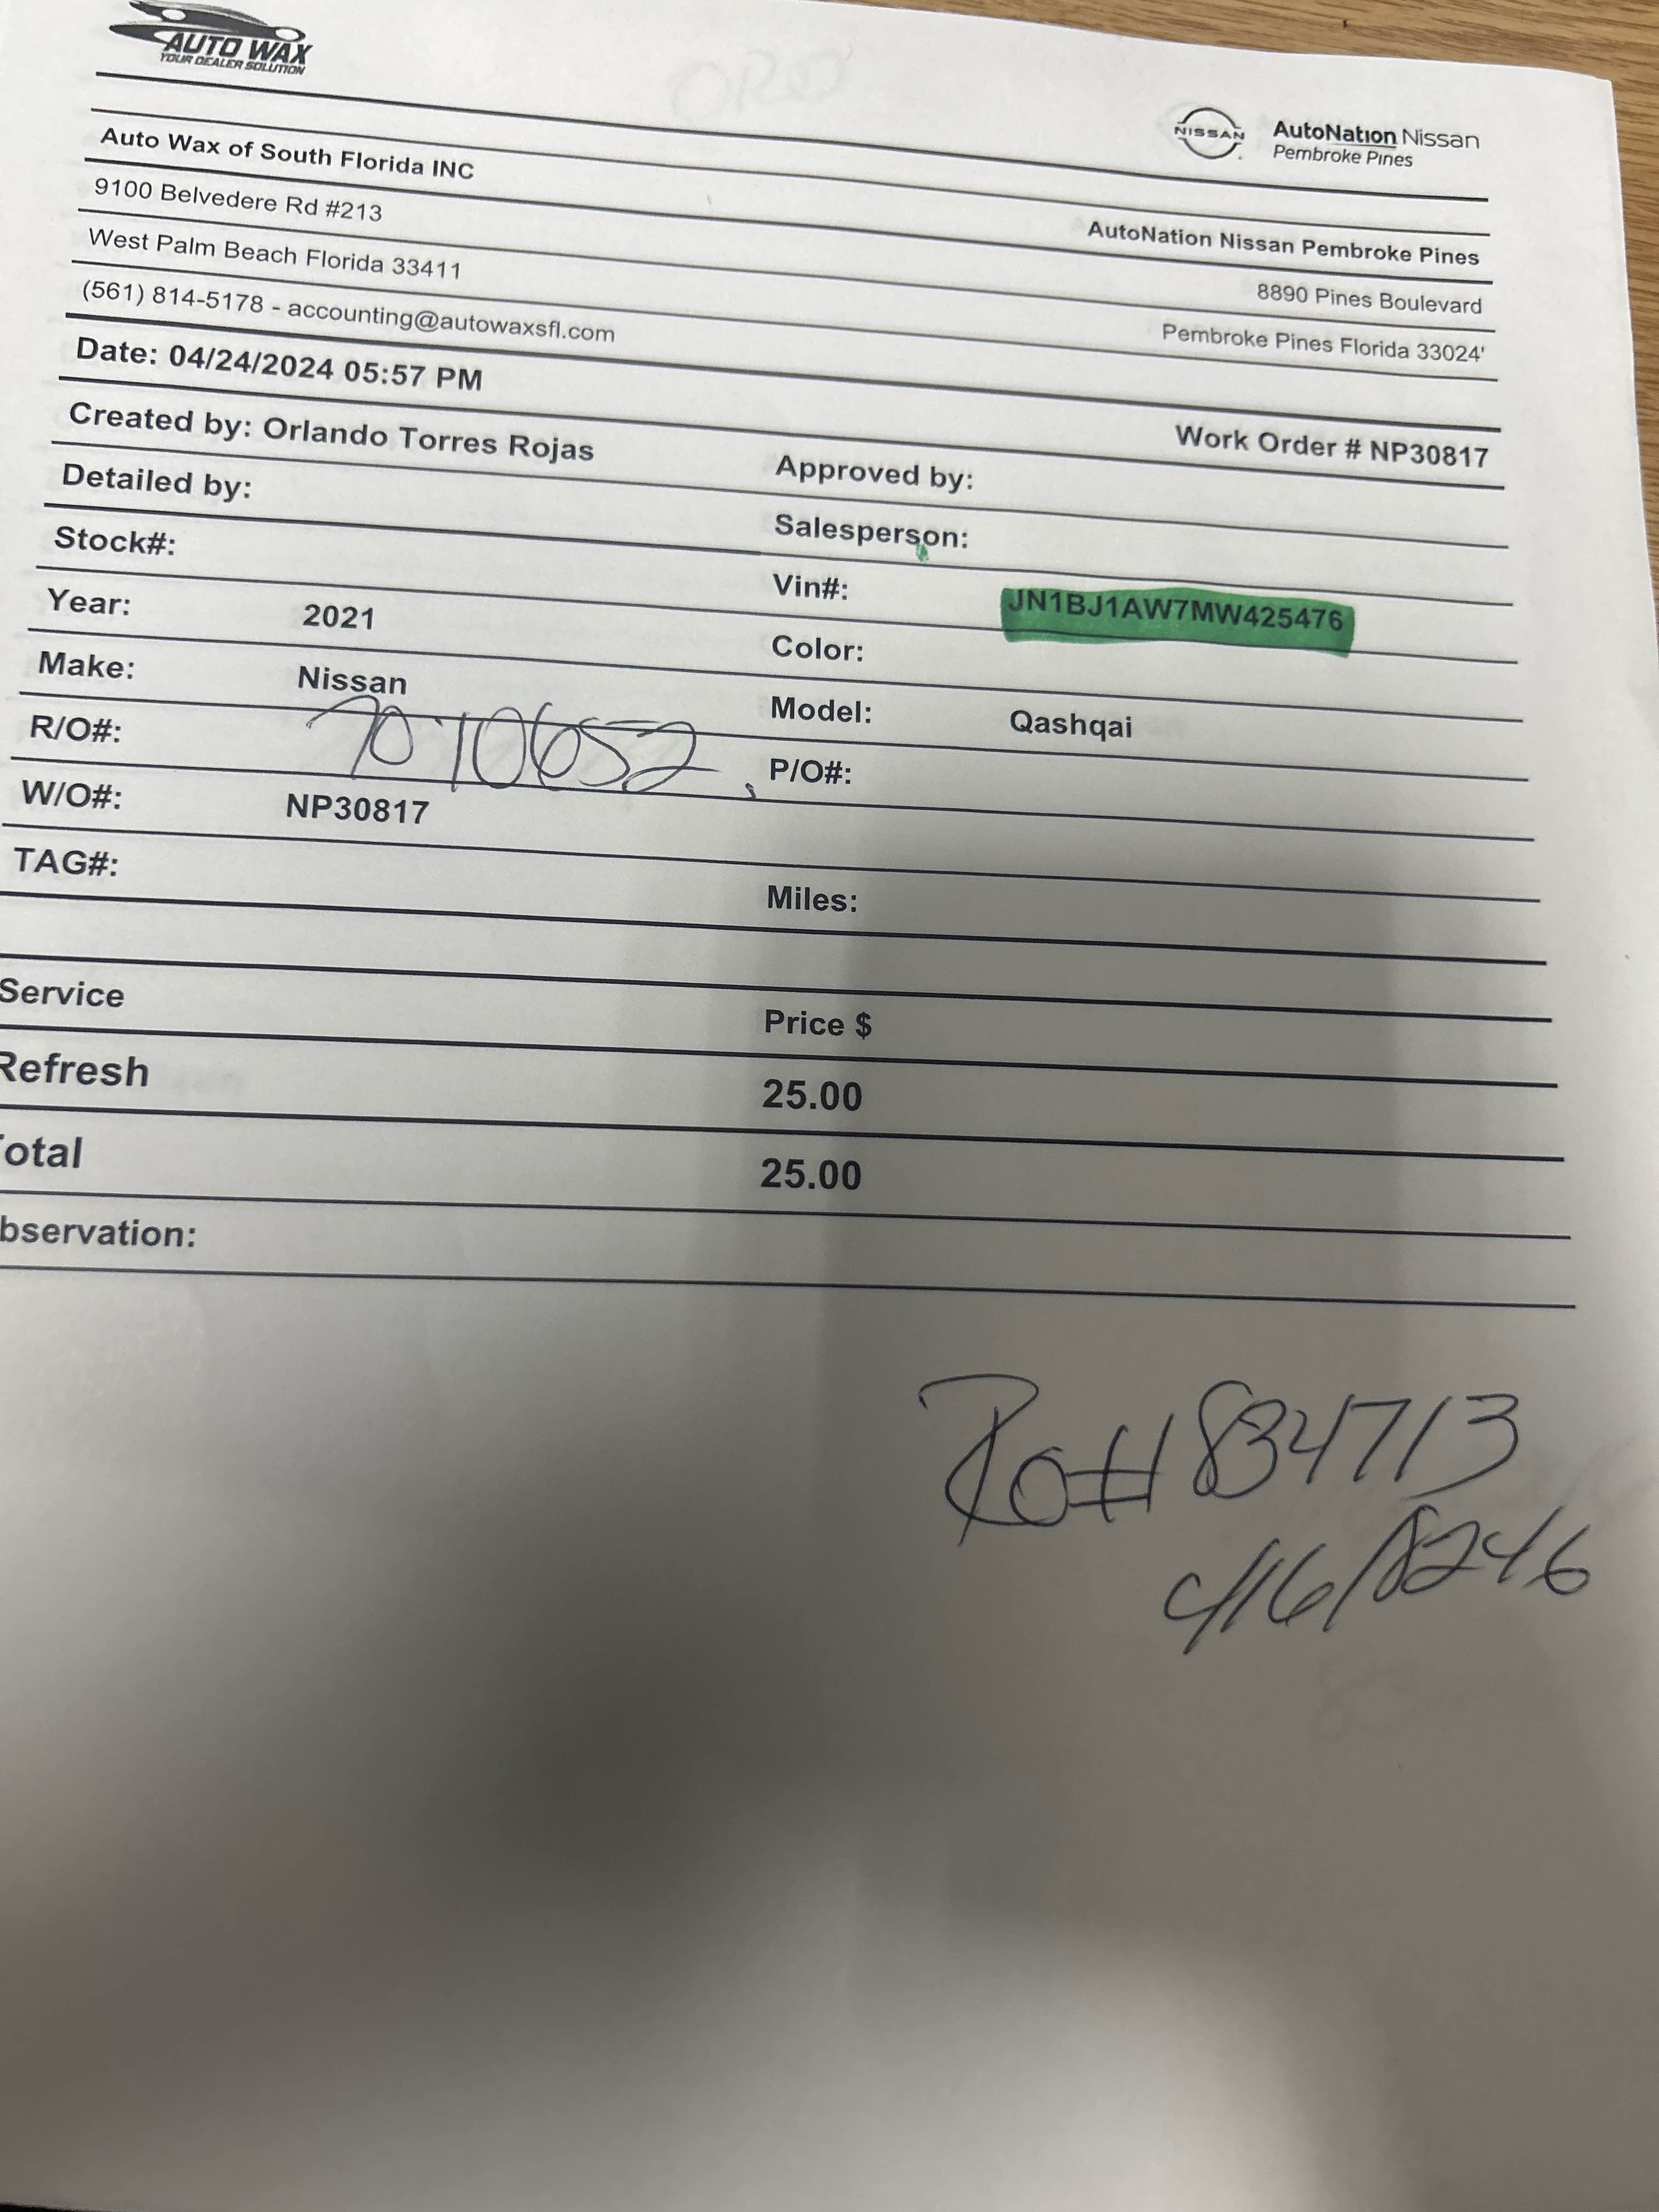 AUTO WAX
YOUR DEALER SOLUTION
NISSAN
AutoNation Nissan
Pembroke Pines
Auto Wax of South Florida INC
AutoNation Nissan Pembroke Pines
9100 Belvedere Rd #213
8890 Pines Boulevard
West Palm Beach Florida 33411
Pembroke Pines Florida 33024'
(561) 814-5178 - accounting@autowaxsfl.com
Date: 04/24/2024 05:57 PM
Work Order # NP30817
Created by: Orlando Torres Rojas
Approved by:
Detailed by:
Salesperson:
Stock#:
Vin#: JN1BJ1AW7MW425476
Year: 2021
Color:
Make: Nissan
Model: Qashqai
R/O#:
P/O#:
W/O#: NP30817
TAG#:
Miles:
Service Price $
Refresh 25.00
otal 25.00
bservation:
Ro# 834713